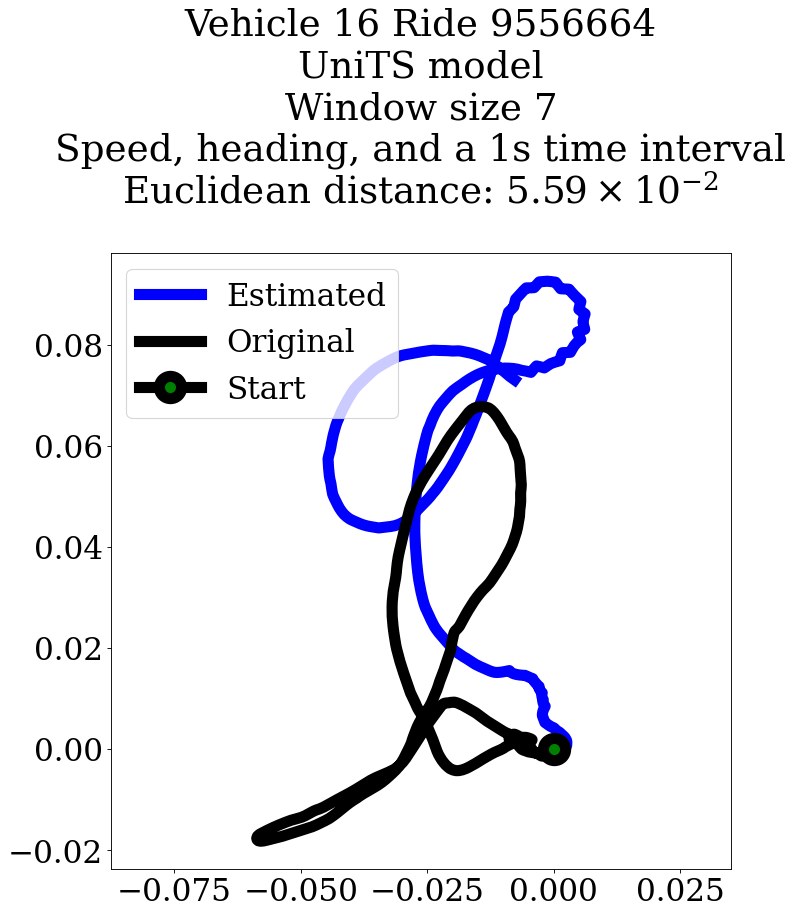 Vehicle 16 Ride 9556664
UniTS model
Window size 7
Speed, heading, and a 1s time interval
Euclidean distance: 5.59 × 10⁻²
Estimated
Original
Start
0.08
0.06
0.04
0.02
0.00
−0.02
−0.075 −0.050 −0.025 0.000 0.025